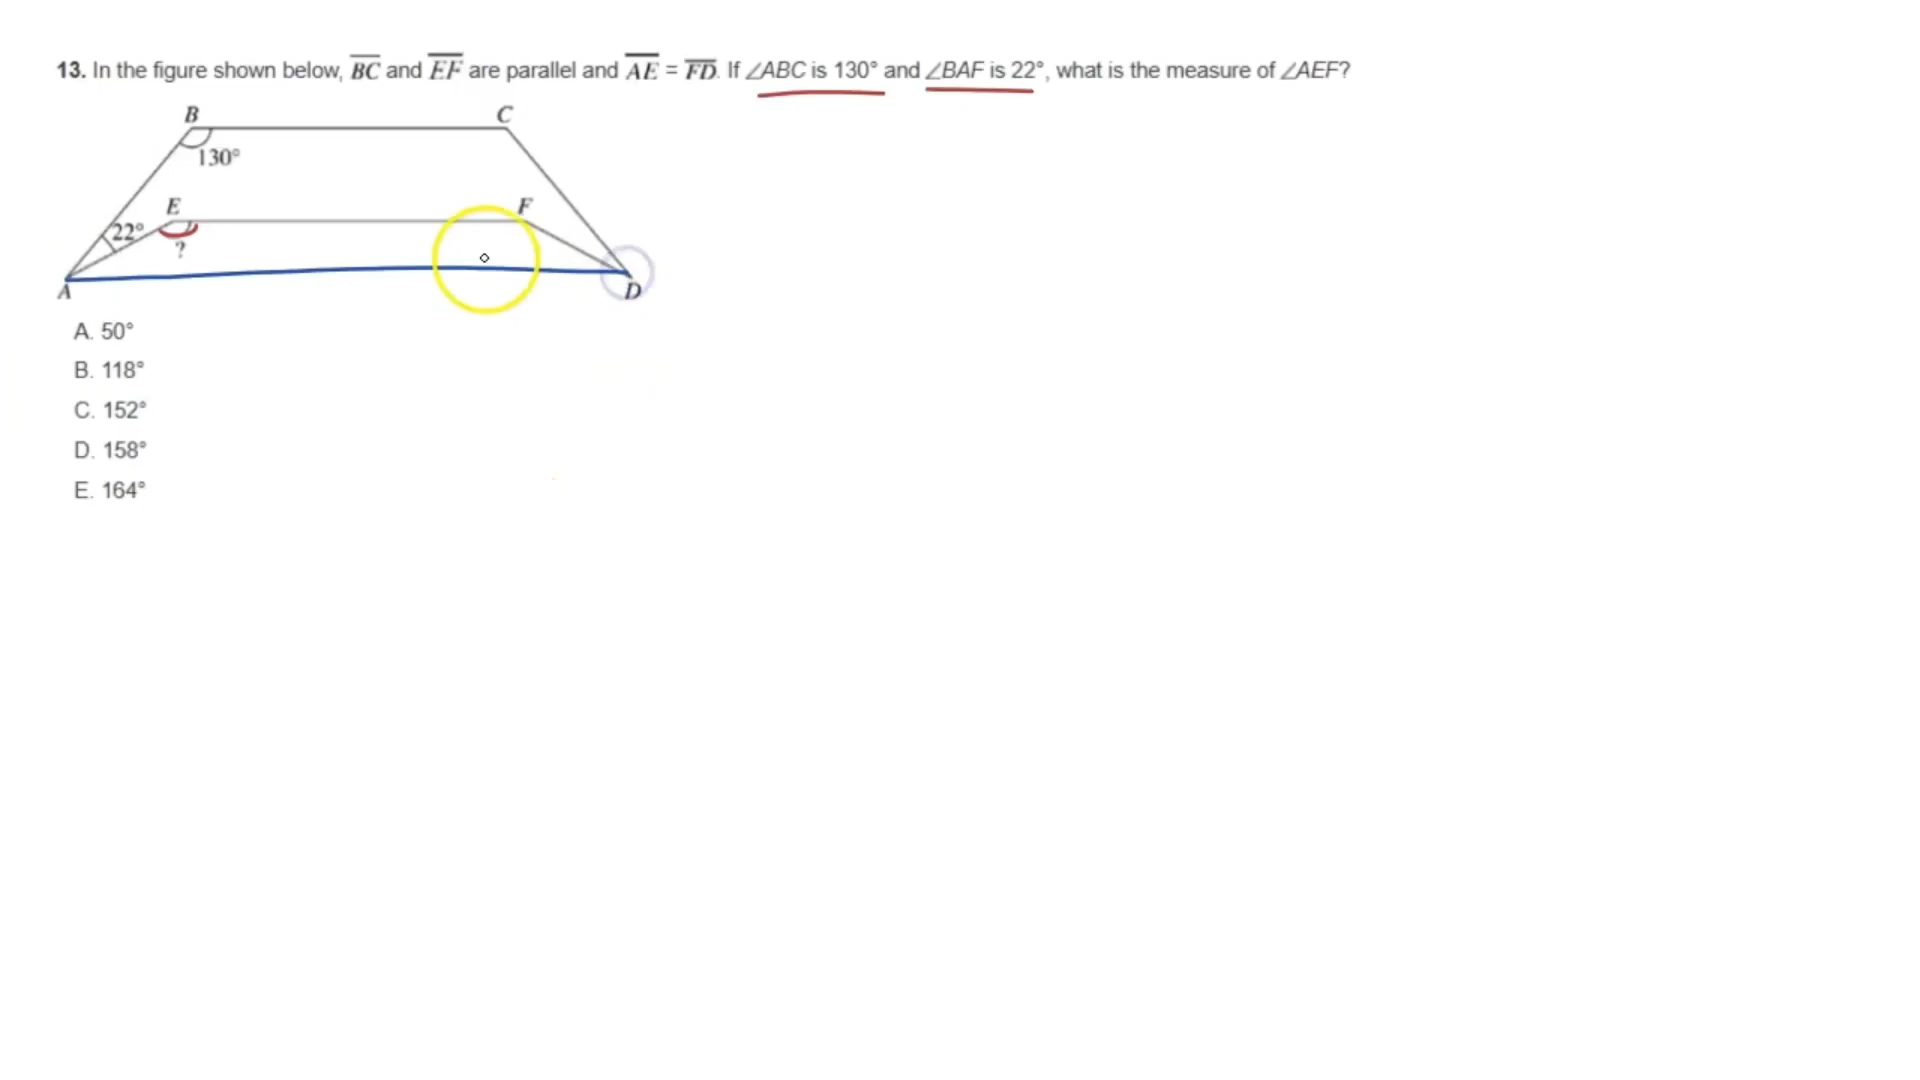 13. In the figure shown below, BC and EF are parallel and AE = FD. If ∠ABC is 130° and ∠BAF is 22°, what is the measure of ∠AEF?
B C
130°
E F
22°
?
A D
A. 50°
B. 118°
C. 152°
D. 158°
E. 164°